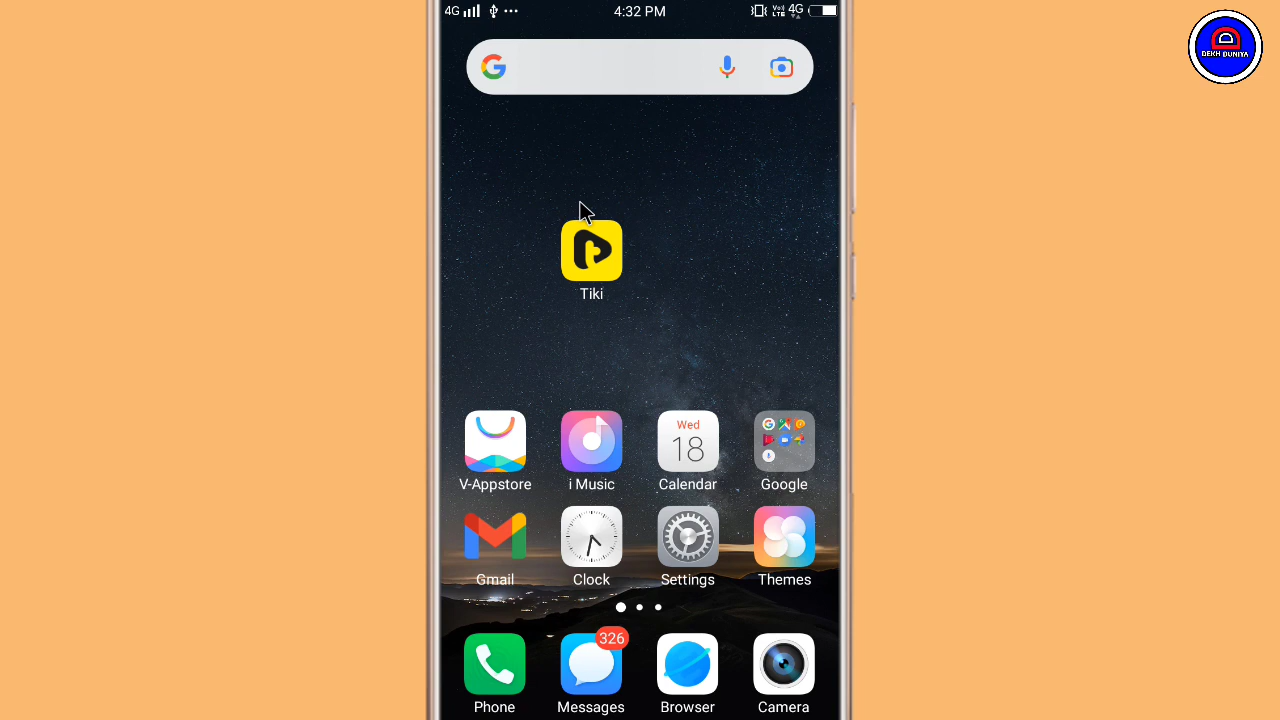 4G 4:32 PM VoLTE 4G
DEKH DUNIYA
Tiki
Wed
18
V-Appstore i Music Calendar Google
Gmail Clock Settings Themes
326
Phone Messages Browser Camera